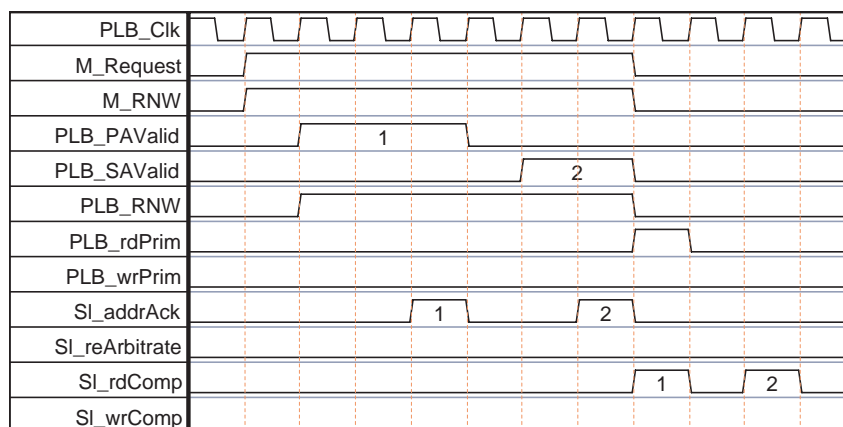 PLB_Clk
M_Request
M_RNW
PLB_PAValid 1
PLB_SAValid 2
PLB_RNW
PLB_rdPrim
PLB_wrPrim
Sl_addrAck 1 2
Sl_reArbitrate
Sl_rdComp 1 2
Sl_wrComp